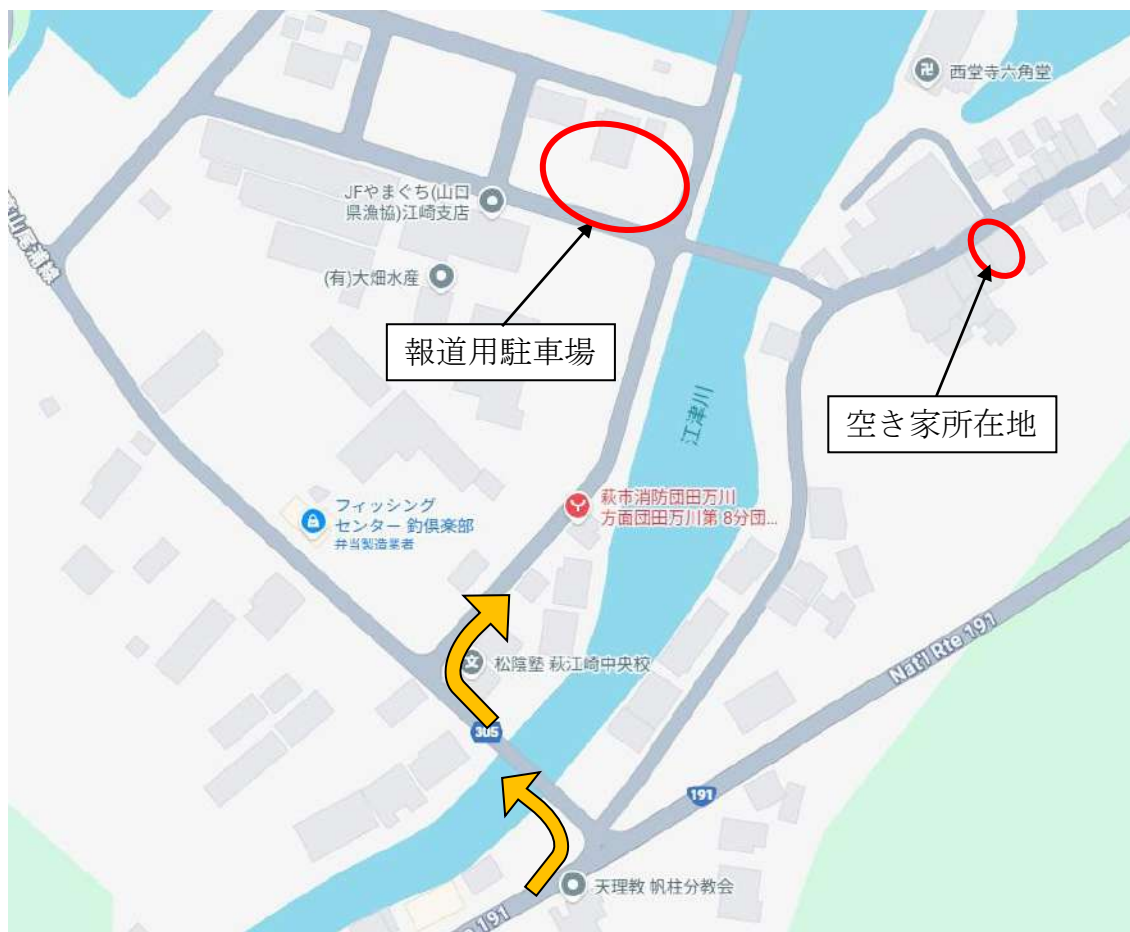 西堂寺六角堂
JFやまぐち(山口
県漁協)江崎支店
(有)大畑水産
報道用駐車場
空き家所在地
江津川
フィッシング
センター 釣倶楽部
弁当製造業者
萩市消防団田万川
方面団田万川第8分団...
松陰塾 萩江崎中央校
305
Nat'l Rte 191
191
天理教 帆柱分教会
191